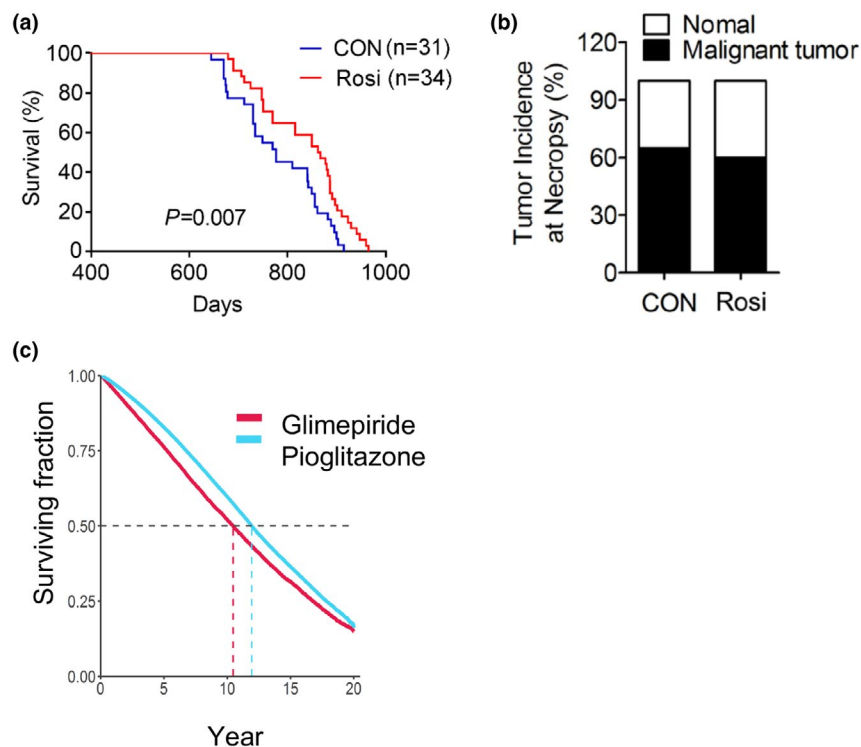 (a)
100
80
60
40
20
0
Survival (%)
CON (n=31)
Rosi (n=34)
P=0.007
400 600 800 1000
Days
(b)
Nomal
Malignant tumor
120
90
60
30
0
Tumor Incidence
at Necropsy (%)
CON Rosi
(c)
1.00
0.75
0.50
0.25
0.00
Surviving fraction
Glimepiride
Pioglitazone
0 5 10 15 20
Year